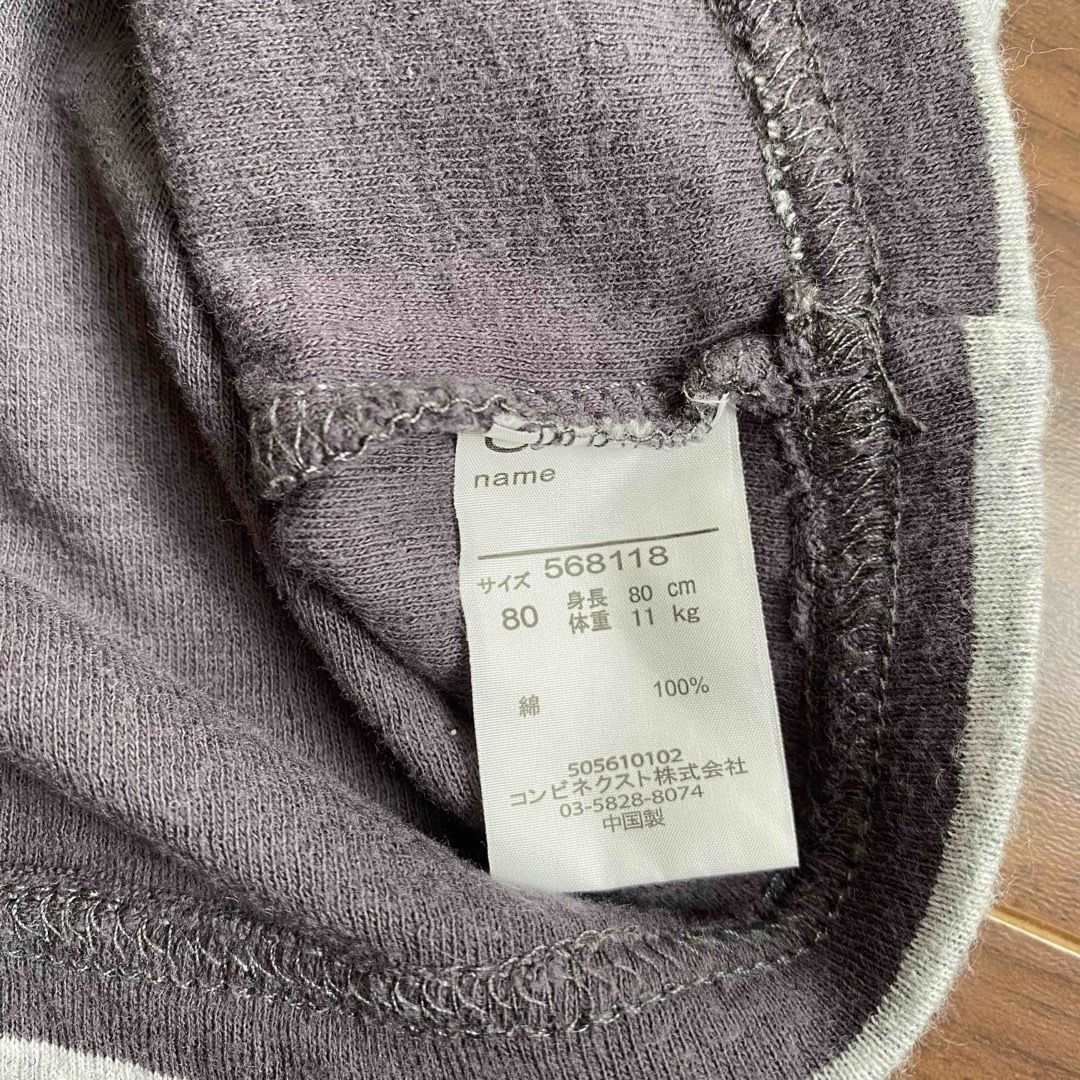 name
サイズ 568118
80 身長 80 cm
体重 11 kg
綿 100%
505610102
コンビネクスト株式会社
03-5828-8074
中国製